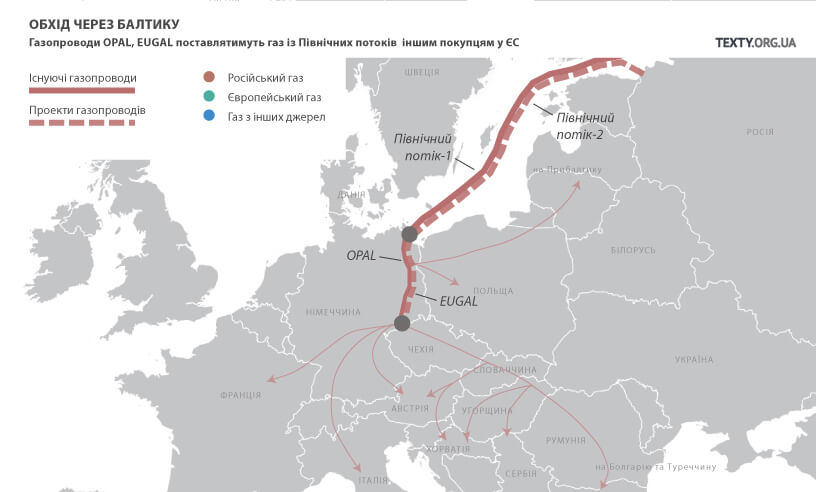 ОБХІД ЧЕРЕЗ БАЛТИКУ
Газопроводи OPAL, EUGAL поставлятимуть газ із Північних потоків іншим покупцям у ЄС
TEXTY.ORG.UA
Існуючі газопроводи
Проекти газопроводів
Російський газ
Європейський газ
Газ з інших джерел
ШВЕЦІЯ
Північний
потік-2
РОСІЯ
Північний
потік-1
на Прибалтику
ДАНІЯ
БІЛОРУСЬ
OPAL
ПОЛЬЩА
EUGAL
НІМЕЧЧИНА
ЧЕХІЯ
УКРАЇНА
СЛОВАЧЧИНА
ФРАНЦІЯ
АВСТРІЯ
УГОРЩИНА
РУМУНІЯ
ХОРВАТІЯ
на Болгарію та Туреччину
СЕРБІЯ
ІТАЛІЯ